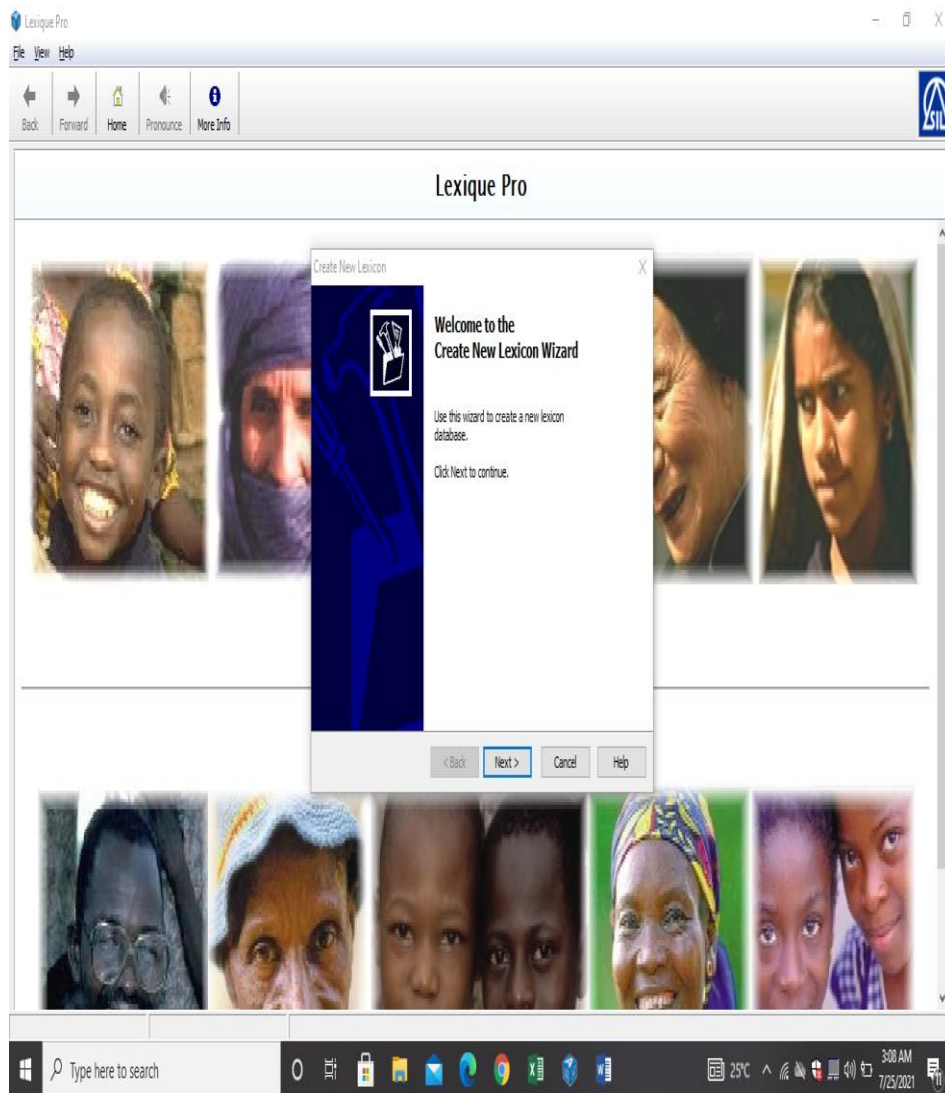 Lexique Pro
File View Help
Back Forward Home Pronounce More Info
SIL
Lexique Pro
Create New Lexicon
Welcome to the
Create New Lexicon Wizard
Use this wizard to create a new lexicon
database.
Click Next to continue.
< Back Next > Cancel Help
Type here to search
25°C
3:08 AM
7/25/2021
11